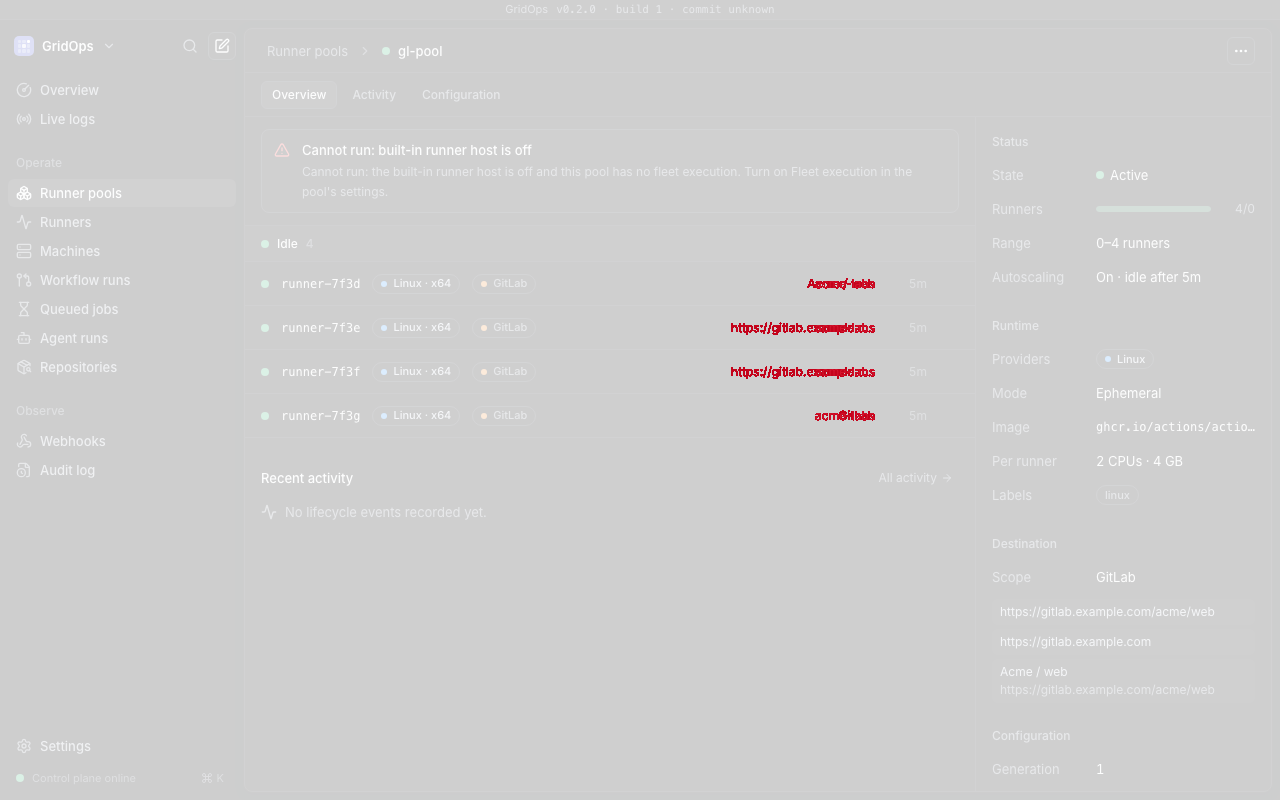 GridOps v0.2.0 · build 1 · commit unknown
GridOps
Overview
Live logs
Operate
Runner pools
Runners
Machines
Workflow runs
Queued jobs
Agent runs
Repositories
Observe
Webhooks
Audit log
Settings
Control plane online ⌘ K
Runner pools › gl-pool
Overview Activity Configuration
Cannot run: built-in runner host is off
Cannot run: the built-in runner host is off and this pool has no fleet execution. Turn on Fleet execution in the
pool's settings.
Idle 4
runner-7f3d Linux · x64 GitLab 5m
runner-7f3e Linux · x64 GitLab https://gitlab. 5m
runner-7f3f Linux · x64 GitLab https://gitlab. 5m
runner-7f3g Linux · x64 GitLab 5m
Recent activity All activity →
No lifecycle events recorded yet.
Status
State Active
Runners 4/0
Range 0–4 runners
Autoscaling On · idle after 5m
Runtime
Providers Linux
Mode Ephemeral
Image ghcr.io/actions/actio…
Per runner 2 CPUs · 4 GB
Labels linux
Destination
Scope GitLab
https://gitlab.example.com/acme/web
https://gitlab.example.com
Acme / web
https://gitlab.example.com/acme/web
Configuration
Generation 1